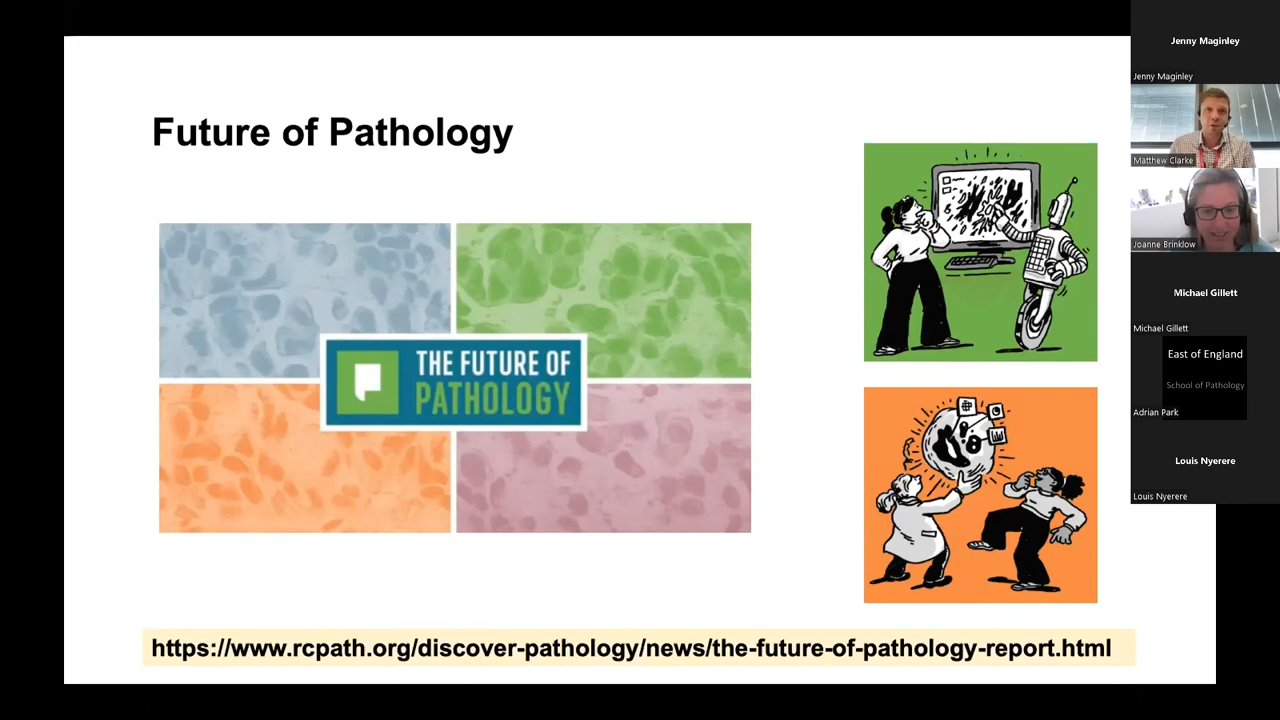 Future of Pathology
THE FUTURE OF
PATHOLOGY
https://www.rcpath.org/discover-pathology/news/the-future-of-pathology-report.html
Jenny Maginley
Jenny Maginley
Matthew Clarke
Joanne Brinklow
Michael Gillett
Michael Gillett
East of England
School of Pathology
Adrian Park
Louis Nyerere
Louis Nyerere